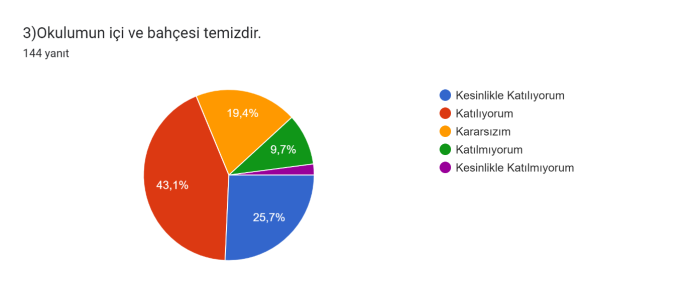 3)Okulumun içi ve bahçesi temizdir.
144 yanıt
Kesinlikle Katılıyorum
Katılıyorum
Kararsızım
Katılmıyorum
Kesinlikle Katılmıyorum
19,4%
9,7%
43,1%
25,7%